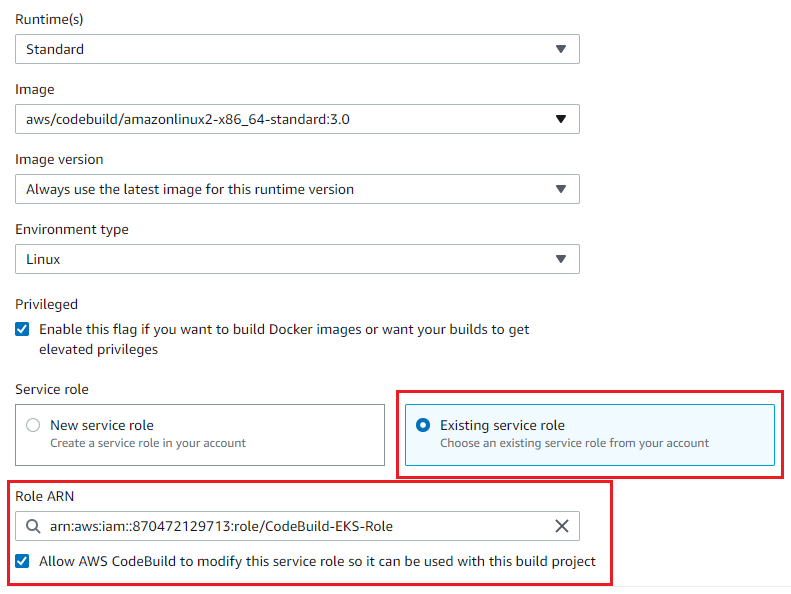 Runtime(s)
Standard
Image
aws/codebuild/amazonlinux2-x86_64-standard:3.0
Image version
Always use the latest image for this runtime version
Environment type
Linux
Privileged
Enable this flag if you want to build Docker images or want your builds to get
elevated privileges
Service role
New service role
Create a service role in your account
Existing service role
Choose an existing service role from your account
Role ARN
arn:aws:iam::870472129713:role/CodeBuild-EKS-Role
Allow AWS CodeBuild to modify this service role so it can be used with this build project